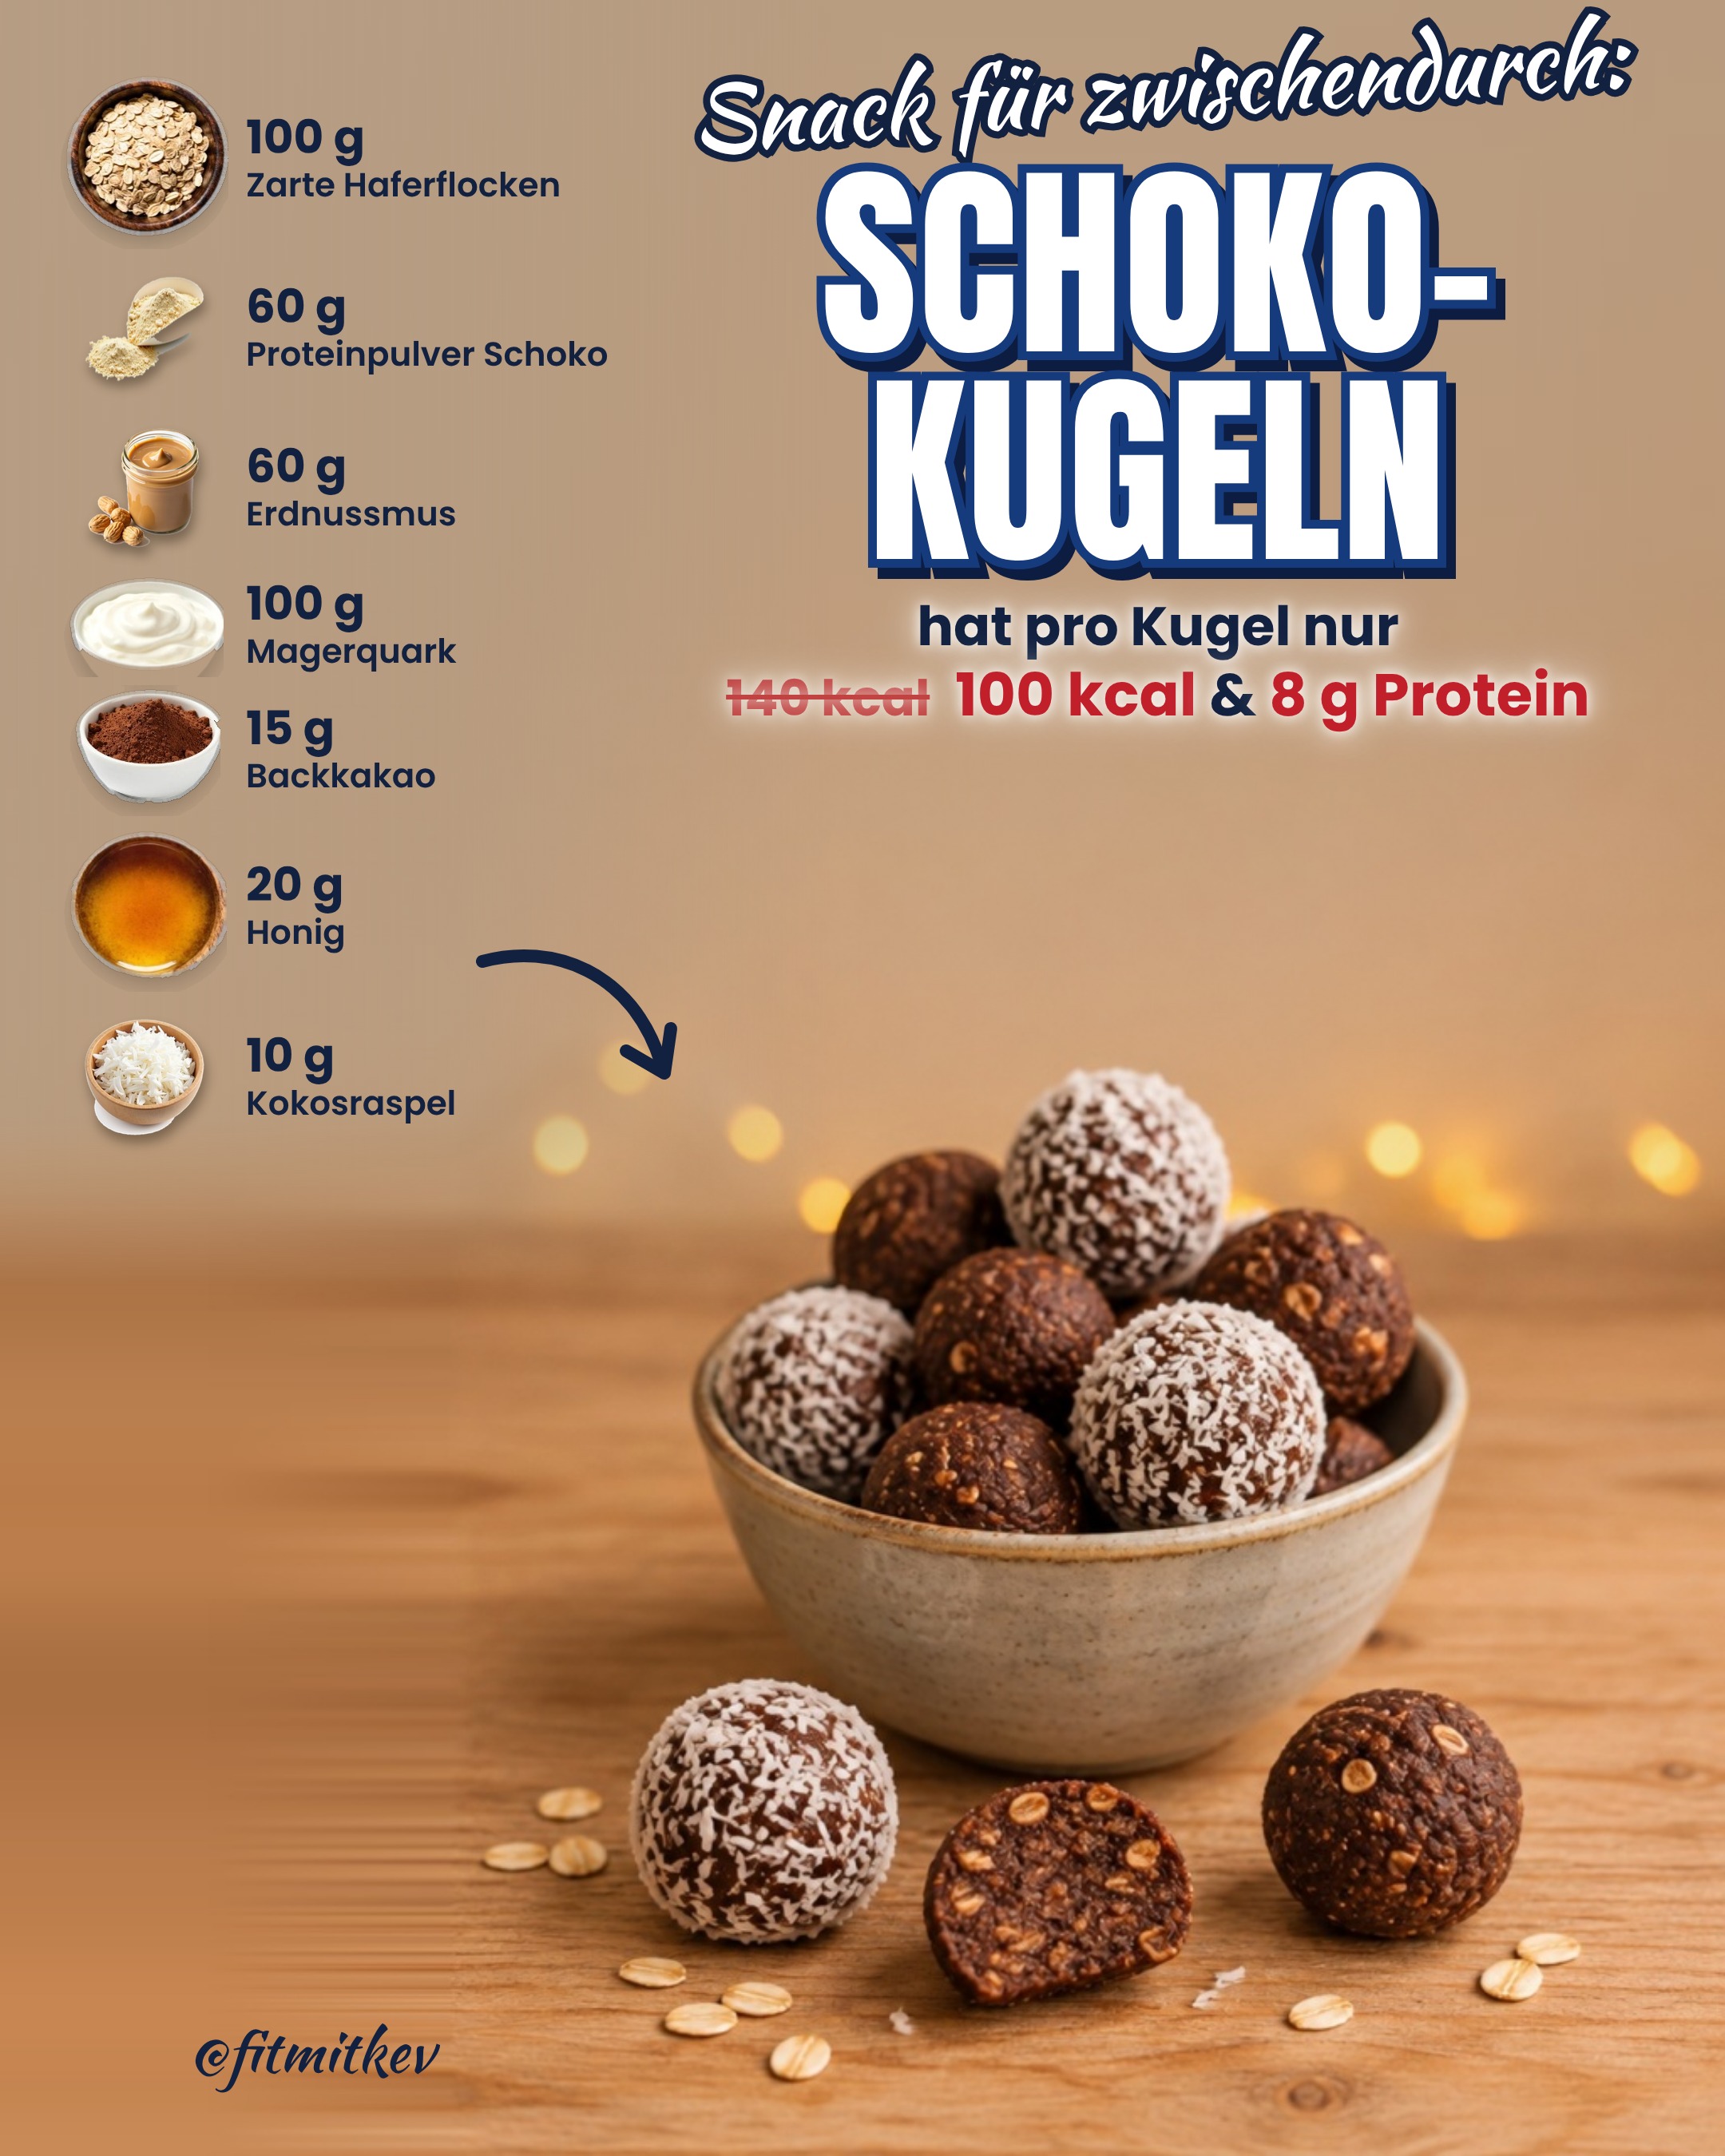 Snack für zwischendurch:
SCHOKO-
KUGELN
hat pro Kugel nur
140 kcal 100 kcal & 8 g Protein
100 g
Zarte Haferflocken
60 g
Proteinpulver Schoko
60 g
Erdnussmus
100 g
Magerquark
15 g
Backkakao
20 g
Honig
10 g
Kokosraspel
@fitmitkev